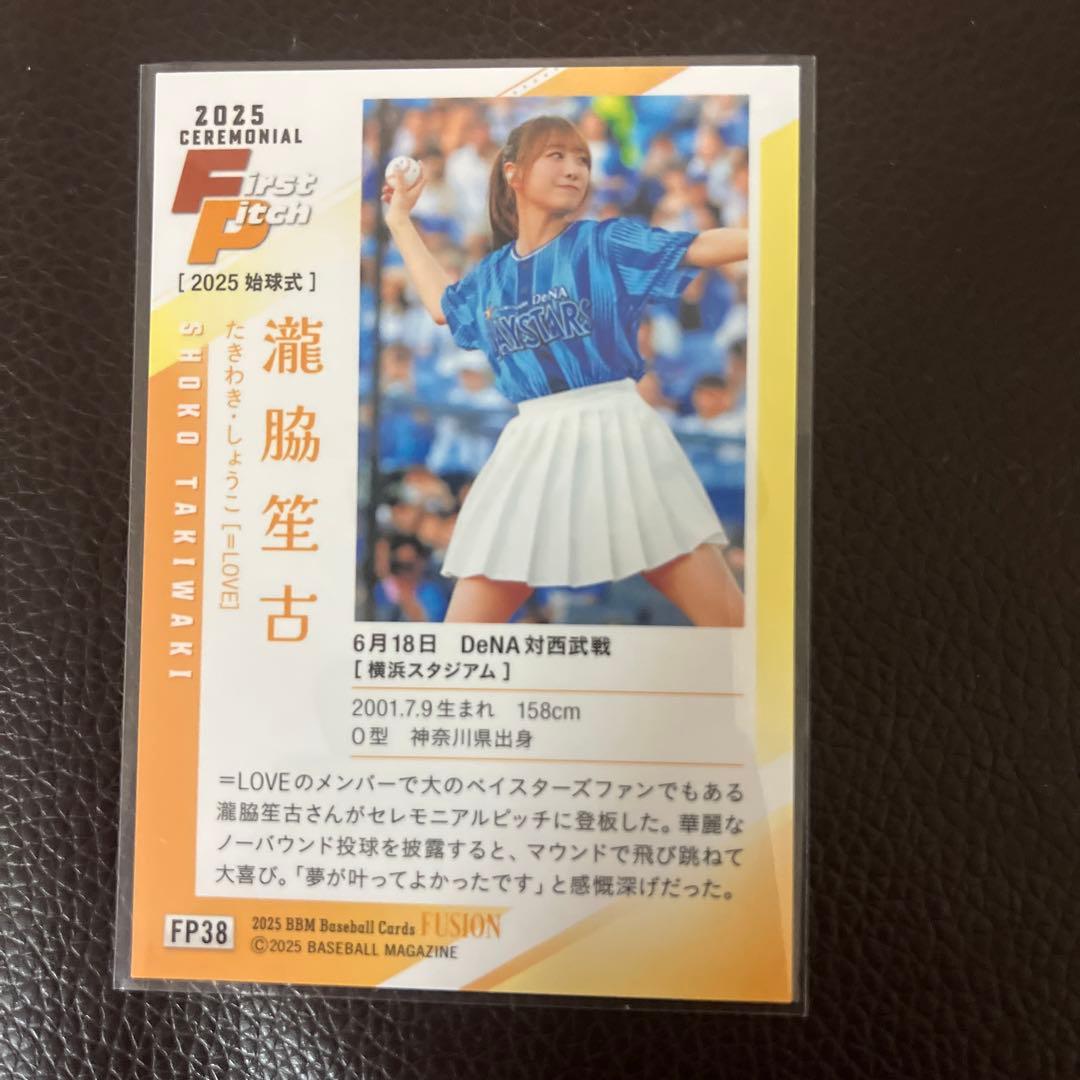 2025
CEREMONIAL
First
Pitch
[ 2025 始球式 ]
瀧脇笙古
たきわき・しょうこ [=LOVE]
SHOKO TAKIWAKI
DeNA
BAYSTARS
6月18日 DeNA対西武戦
[ 横浜スタジアム ]
2001.7.9生まれ 158cm
O型 神奈川県出身
=LOVEのメンバーで大のベイスターズファンでもある
瀧脇笙古さんがセレモニアルピッチに登板した。華麗な
ノーバウンド投球を披露すると、マウンドで飛び跳ねて
大喜び。「夢が叶ってよかったです」と感慨深げだった。
FP38
2025 BBM Baseball Cards FUSION
©2025 BASEBALL MAGAZINE